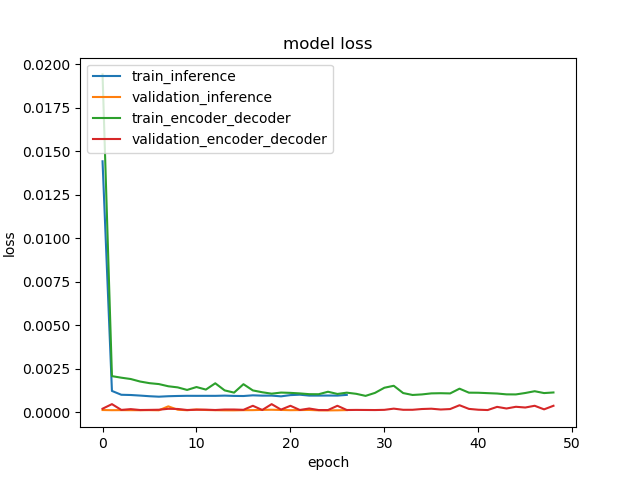 model loss
train_inference
validation_inference
train_encoder_decoder
validation_encoder_decoder
0.0200
0.0175
0.0150
0.0125
0.0100
0.0075
0.0050
0.0025
0.0000
loss
0
10
20
30
40
50
epoch